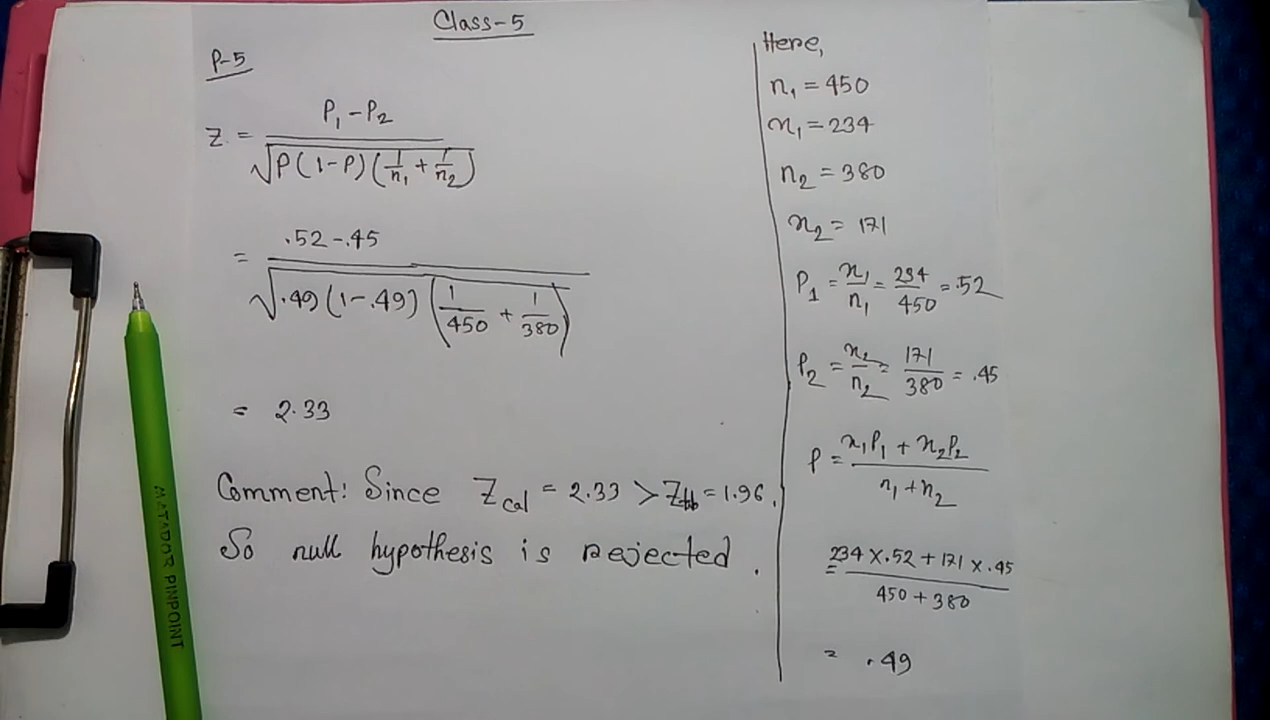 Class-5
P-5
Z = P₁ - P₂ / √P(1-P)(1/n₁ + 1/n₂)
= .52 - .45 / √.49(1-.49)(1/450 + 1/380)
= 2.33
Comment: Since Z cal = 2.33 > Z tb = 1.96.
So null hypothesis is rejected.
Here,
n₁ = 450
x₁ = 234
n₂ = 380
x₂ = 171
P₁ = x₁/n₁ = 234/450 = .52
P₂ = x₂/n₂ = 171/380 = .45
P = x₁P₁ + x₂P₂ / n₁ + n₂
= 234 × .52 + 171 × .45 / 450 + 380
= .49
MATADOR PINPOINT